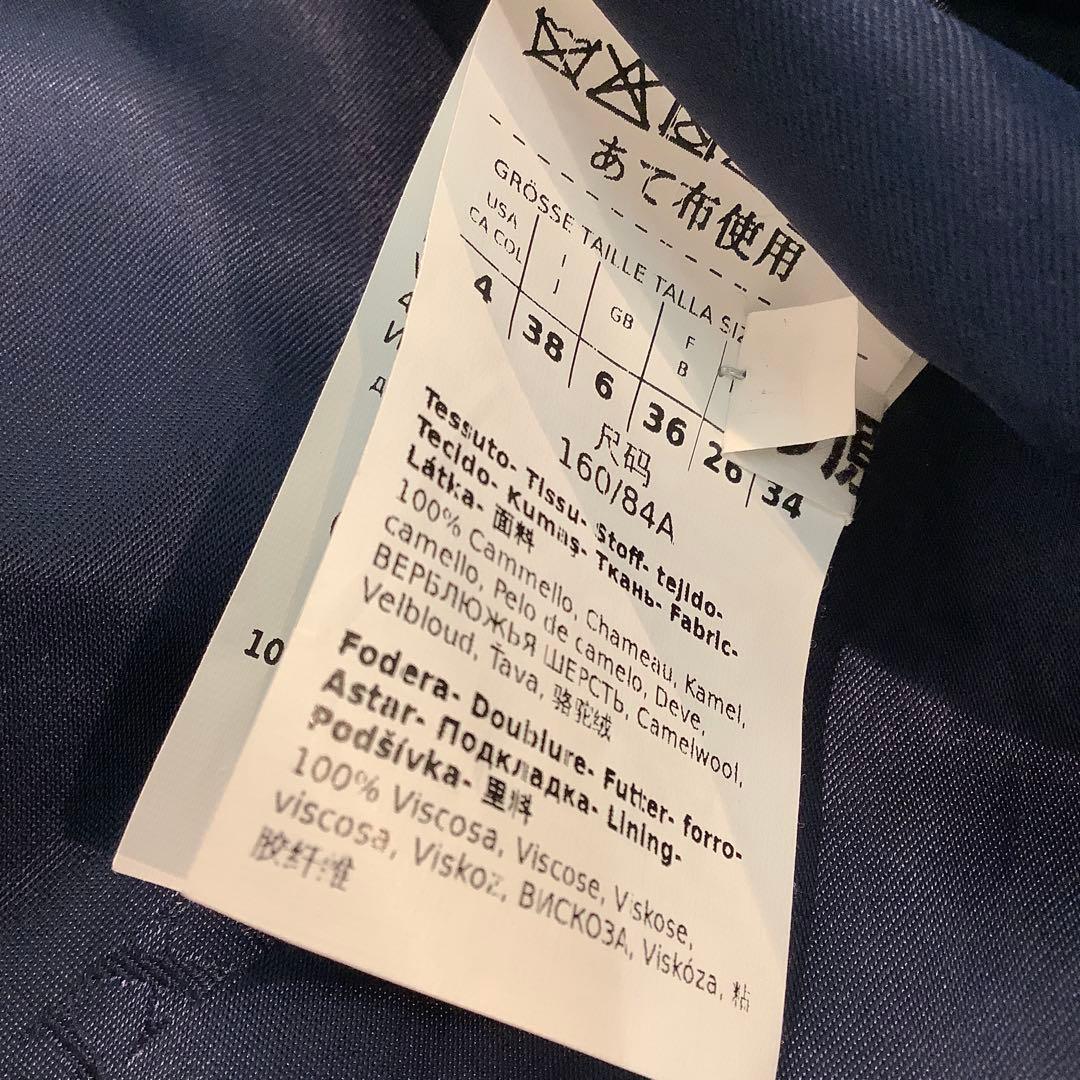 あて布使用
GRÖSSE TAILLE TALLA SIZ
USA
CA COL
I
J
GB
F
B
4
38
6
36
26
34
尺码
160/84A
Tessuto- Tissu- Stoff- tejido-
Tecido- Kumaş- Ткань- Fabric-
Látka- 面料
100% Cammello, Chameau, Kamel,
camello, Pelo de camelo, Deve,
ВЕРБЛЮЖЬЯ ШЕРСТЬ, Camelwool,
Velbloud, Ťava, 骆驼绒
Fodera- Doublure- Futter- forro-
Astar- Подкладка- Lining-
Podšívka- 里料
100% Viscosa, Viscose, Viskose,
viscosa, Viskoz, ВИСКОЗА, Viskóza, 粘
胶纤维
10